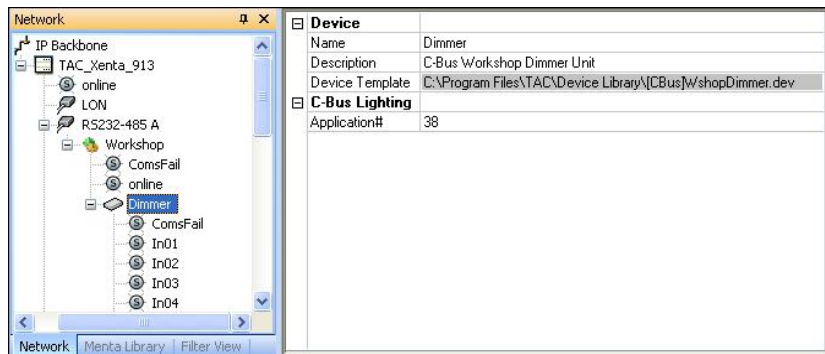 Network
IP Backbone
TAC_Xenta_913
online
LON
RS232-485 A
Workshop
ComsFail
online
Dimmer
ComsFail
In01
In02
In03
In04
Network Menta Library Filter View
Device
Name Dimmer
Description C-Bus Workshop Dimmer Unit
Device Template C:\Program Files\TAC\Device Library\[CBus]WshopDimmer.dev
C-Bus Lighting
Application# 38